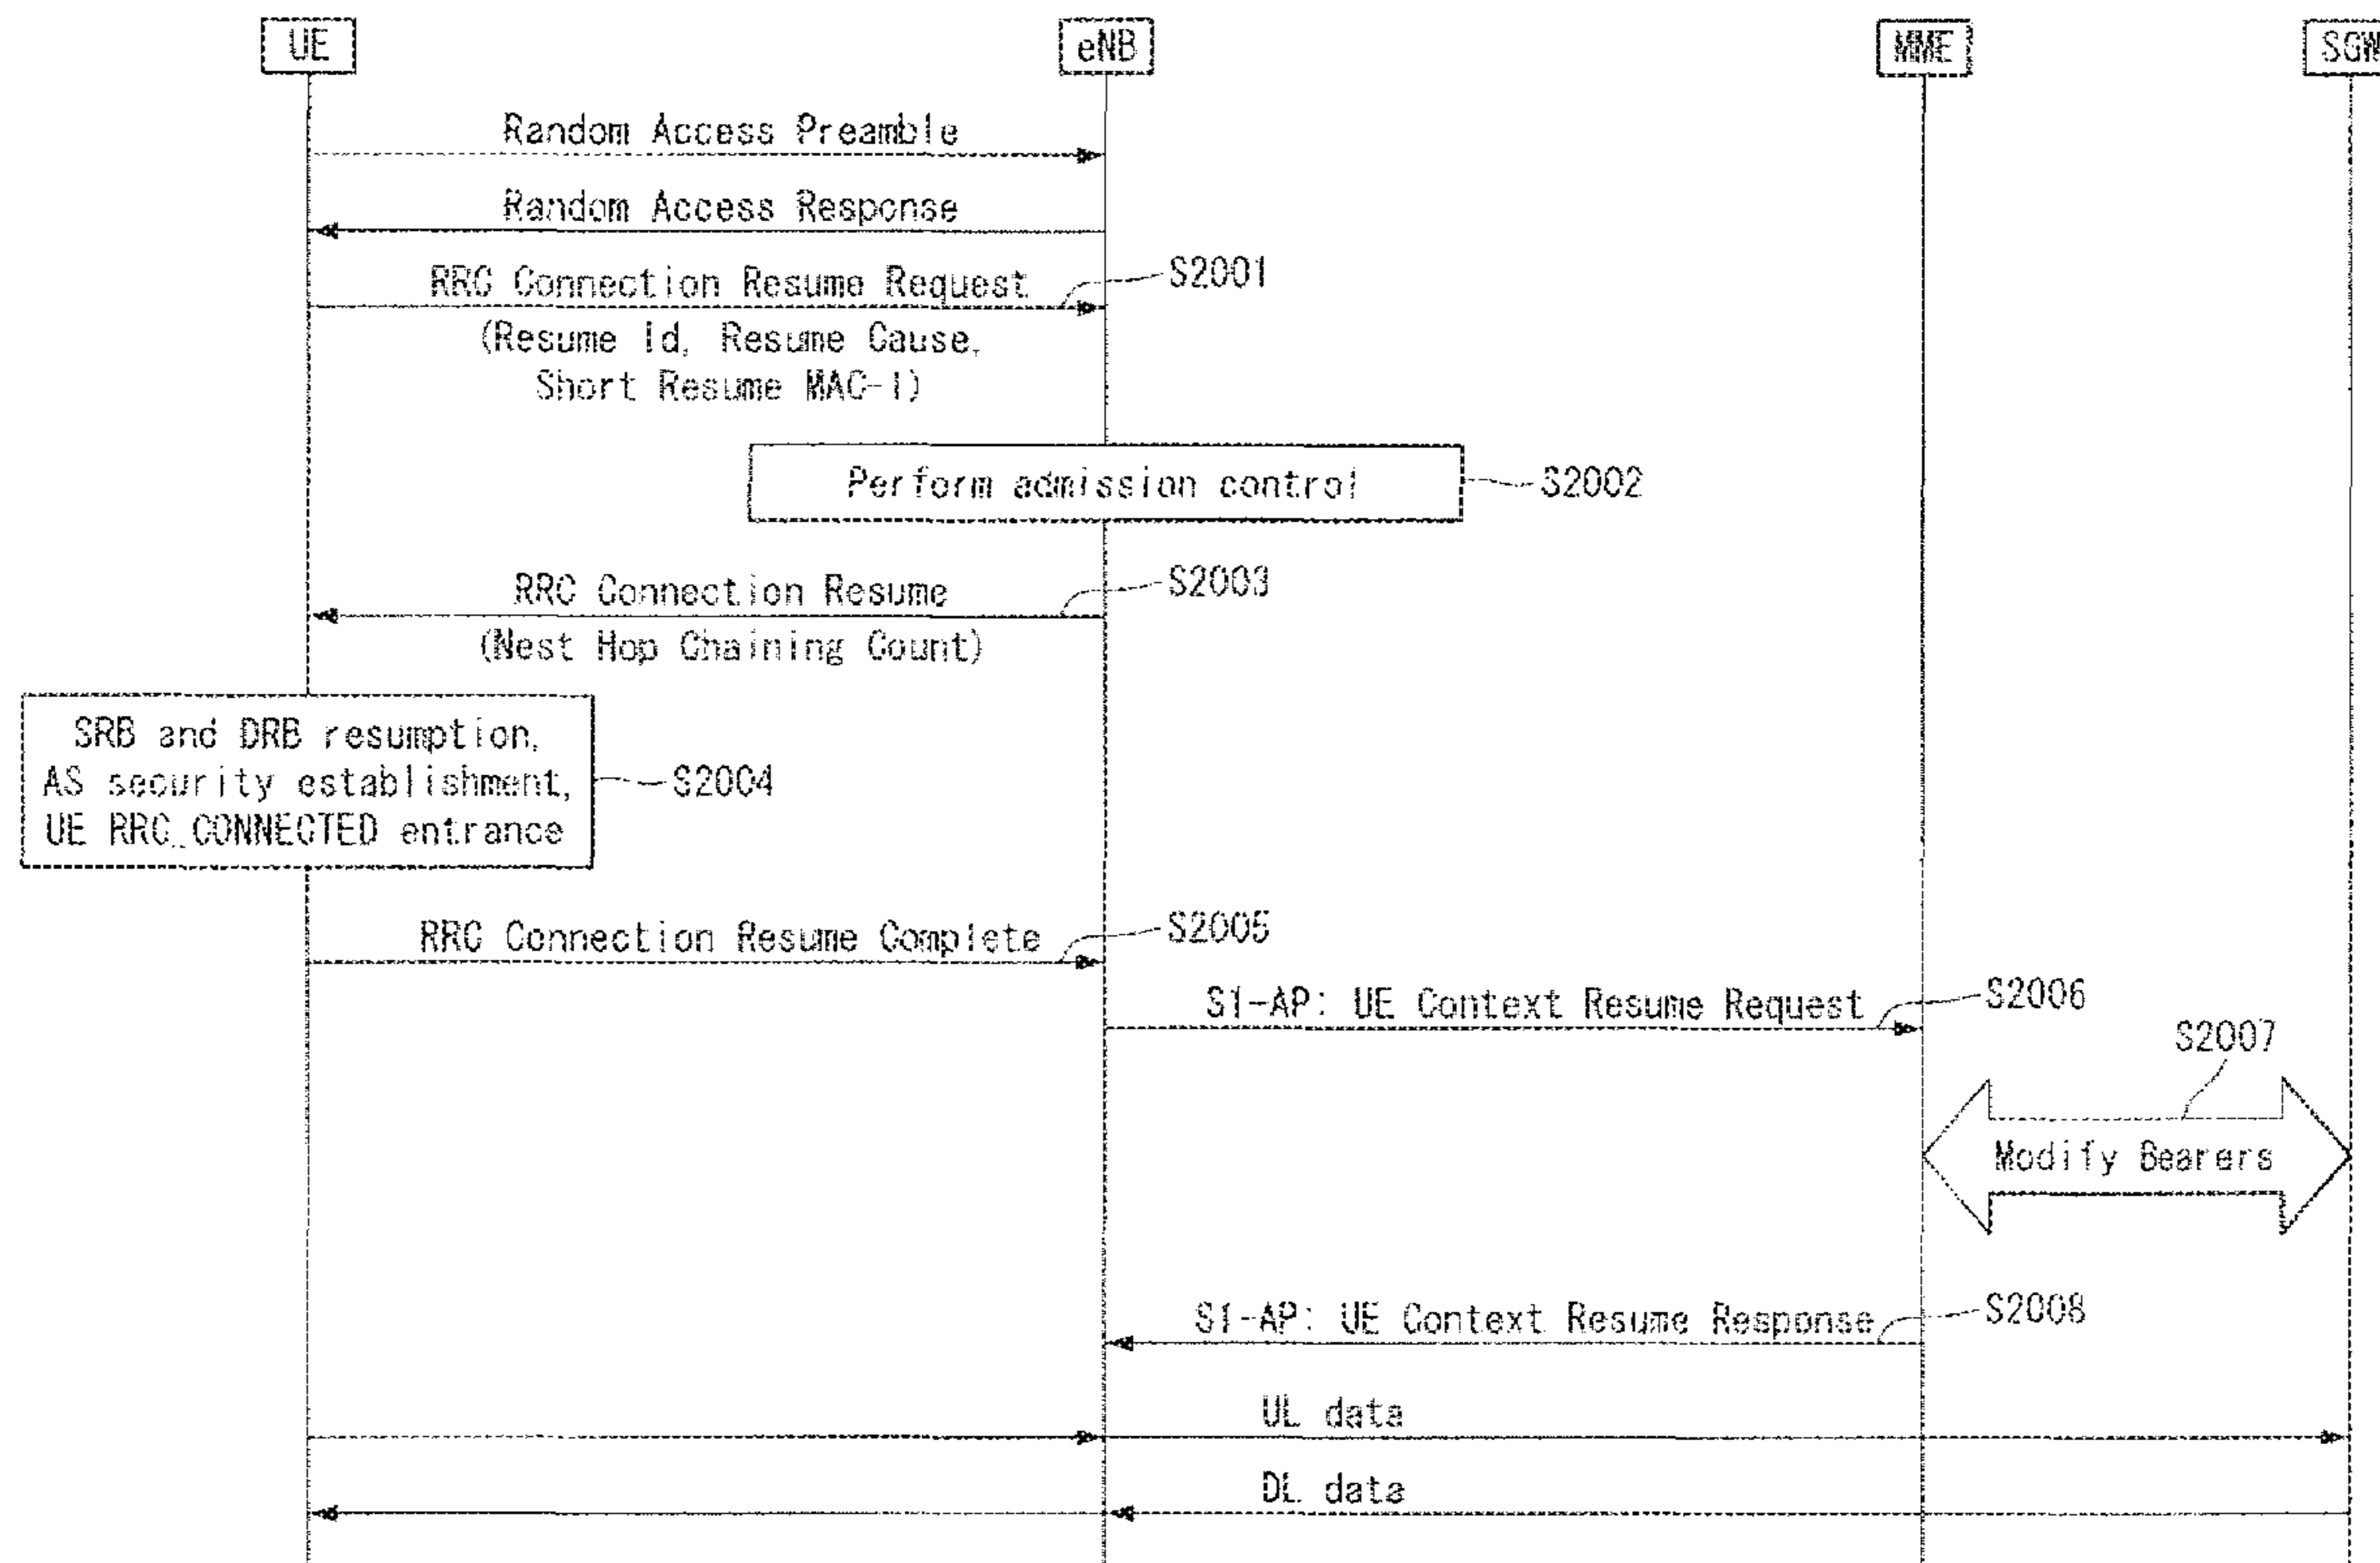 UE
eNB
MME
SGW
Random Access Preamble
Random Access Response
RRC Connection Resume Request
S2001
(Resume Id, Resume Cause,
Short Resume MAC-I)
Perform admission control
S2002
RRC Connection Resume
S2003
(Nest Hop Chaining Count)
SRB and DRB resumption,
AS security establishment,
UE RRC_CONNECTED entrance
S2004
RRC Connection Resume Complete
S2005
S1-AP: UE Context Resume Request
S2006
S2007
Modify Bearers
S1-AP: UE Context Resume Response
S2008
UL data
DL data